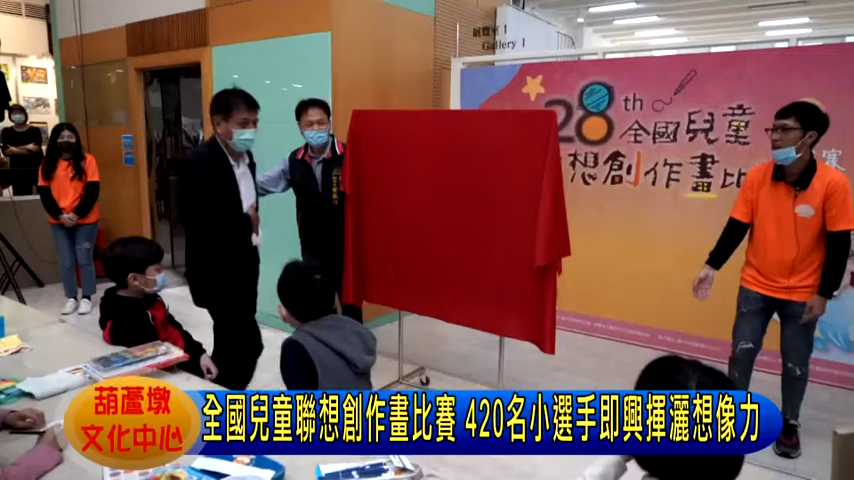 展覽室 I
Gallery I
28th
全國兒童
想創作畫比賽
葫蘆墩
文化中心
全國兒童聯想創作畫比賽 420名小選手即興揮灑想像力